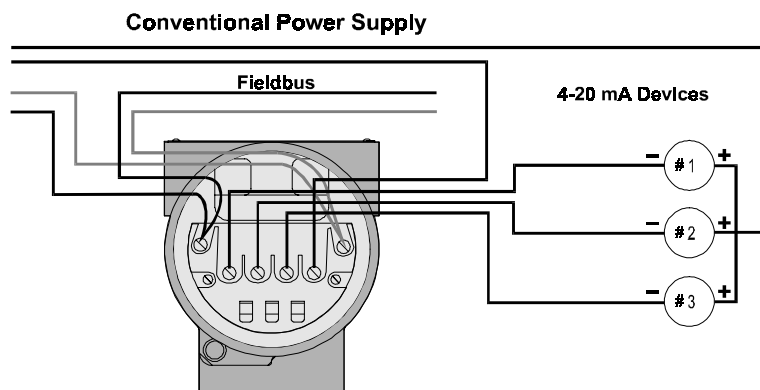 Conventional Power Supply
Fieldbus
4-20 mA Devices
− #1 +
− #2 +
− #3 +